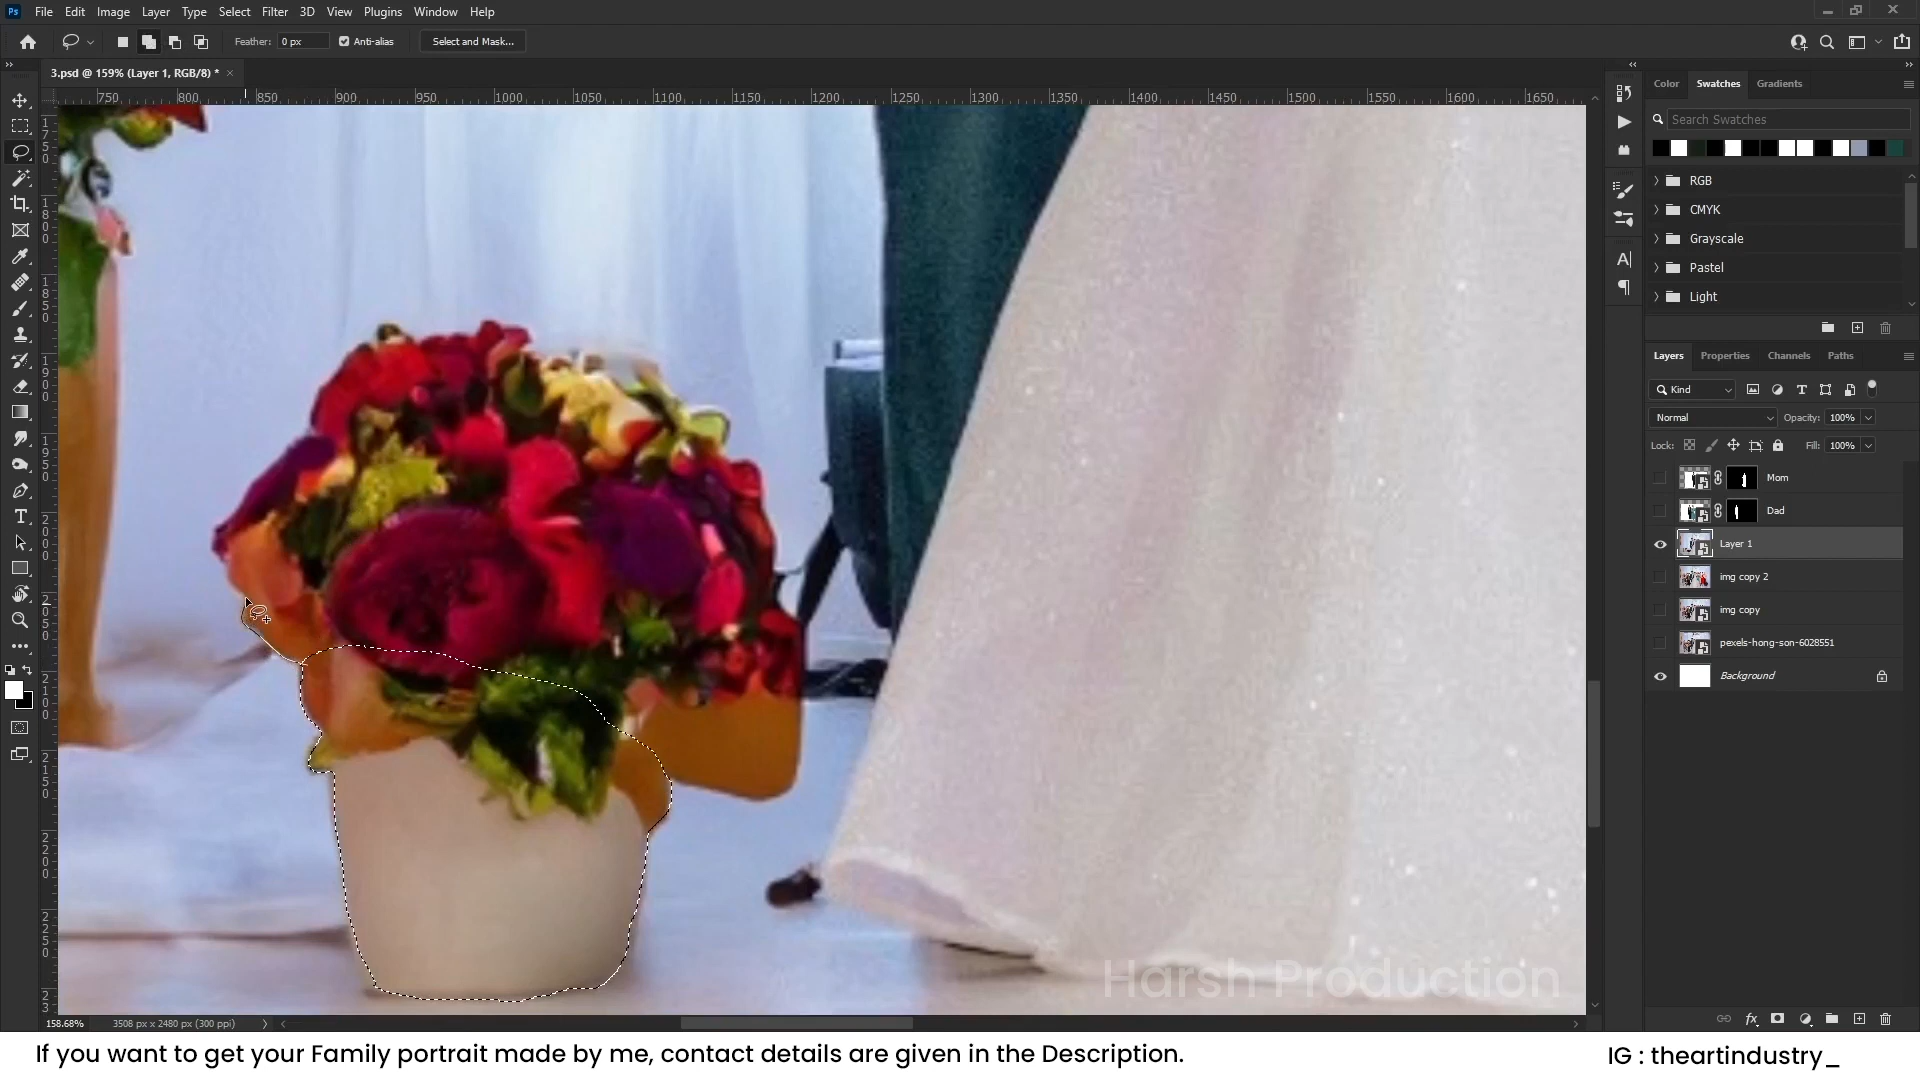 Ps File Edit Image Layer Type Select Filter 3D View Plugins Window Help
Feather: 0 px Anti-alias Select and Mask...
3.psd @ 159% (Layer 1, RGB/8) * ×
750 800 850 900 950 1000 1050 1100 1150 1200 1250 1300 1350 1400 1450 1500 1550 1600 1650
Color Swatches Gradients
Search Swatches
RGB
CMYK
Grayscale
Pastel
Light
Layers Properties Channels Paths
Kind
Normal Opacity: 100%
Lock: Fill: 100%
Mom
Dad
Layer 1
img copy 2
img copy
pexels-hong-son-6028551
Background
Harsh Production
158.68% 3508 px x 2480 px (300 ppi)
If you want to get your Family portrait made by me, contact details are given in the Description.
IG : theartindustry_